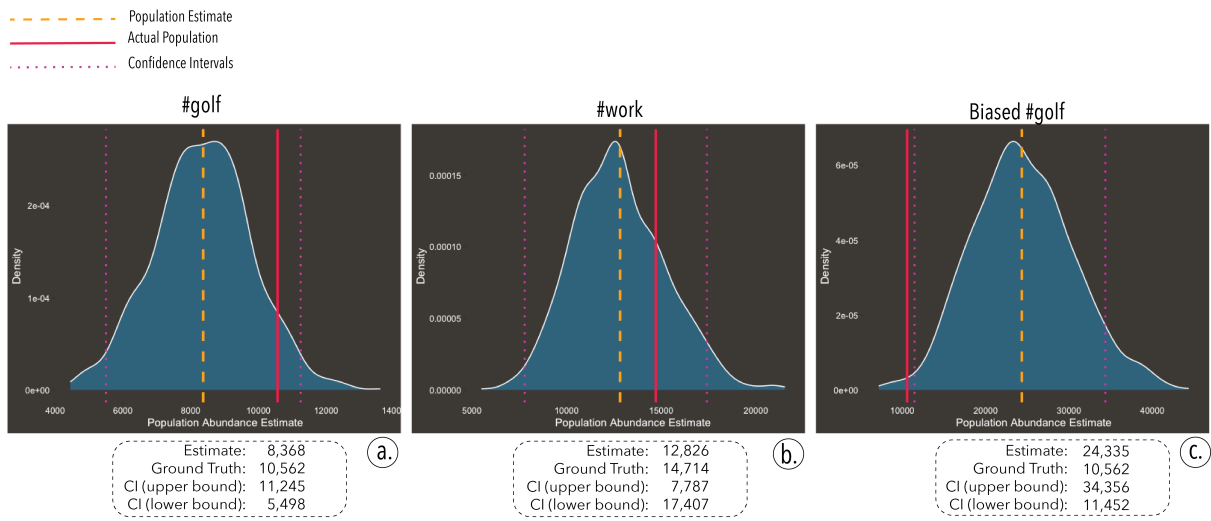 Population Estimate
Actual Population
Confidence Intervals
#golf
#work
Biased #golf
Density
2e-04
1e-04
0e+00
4000 6000 8000 10000 12000 1400
Population Abundance Estimate
Density
0.00015
0.00010
0.00005
0.00000
5000 10000 15000 20000
Population Abundance Estimate
Density
6e-05
4e-05
2e-05
0e+00
10000 20000 30000 40000
Population Abundance Estimate
Estimate: 8,368
Ground Truth: 10,562
CI (upper bound): 11,245
CI (lower bound): 5,498
a.
Estimate: 12,826
Ground Truth: 14,714
CI (upper bound): 7,787
CI (lower bound): 17,407
b.
Estimate: 24,335
Ground Truth: 10,562
CI (upper bound): 34,356
CI (lower bound): 11,452
c.